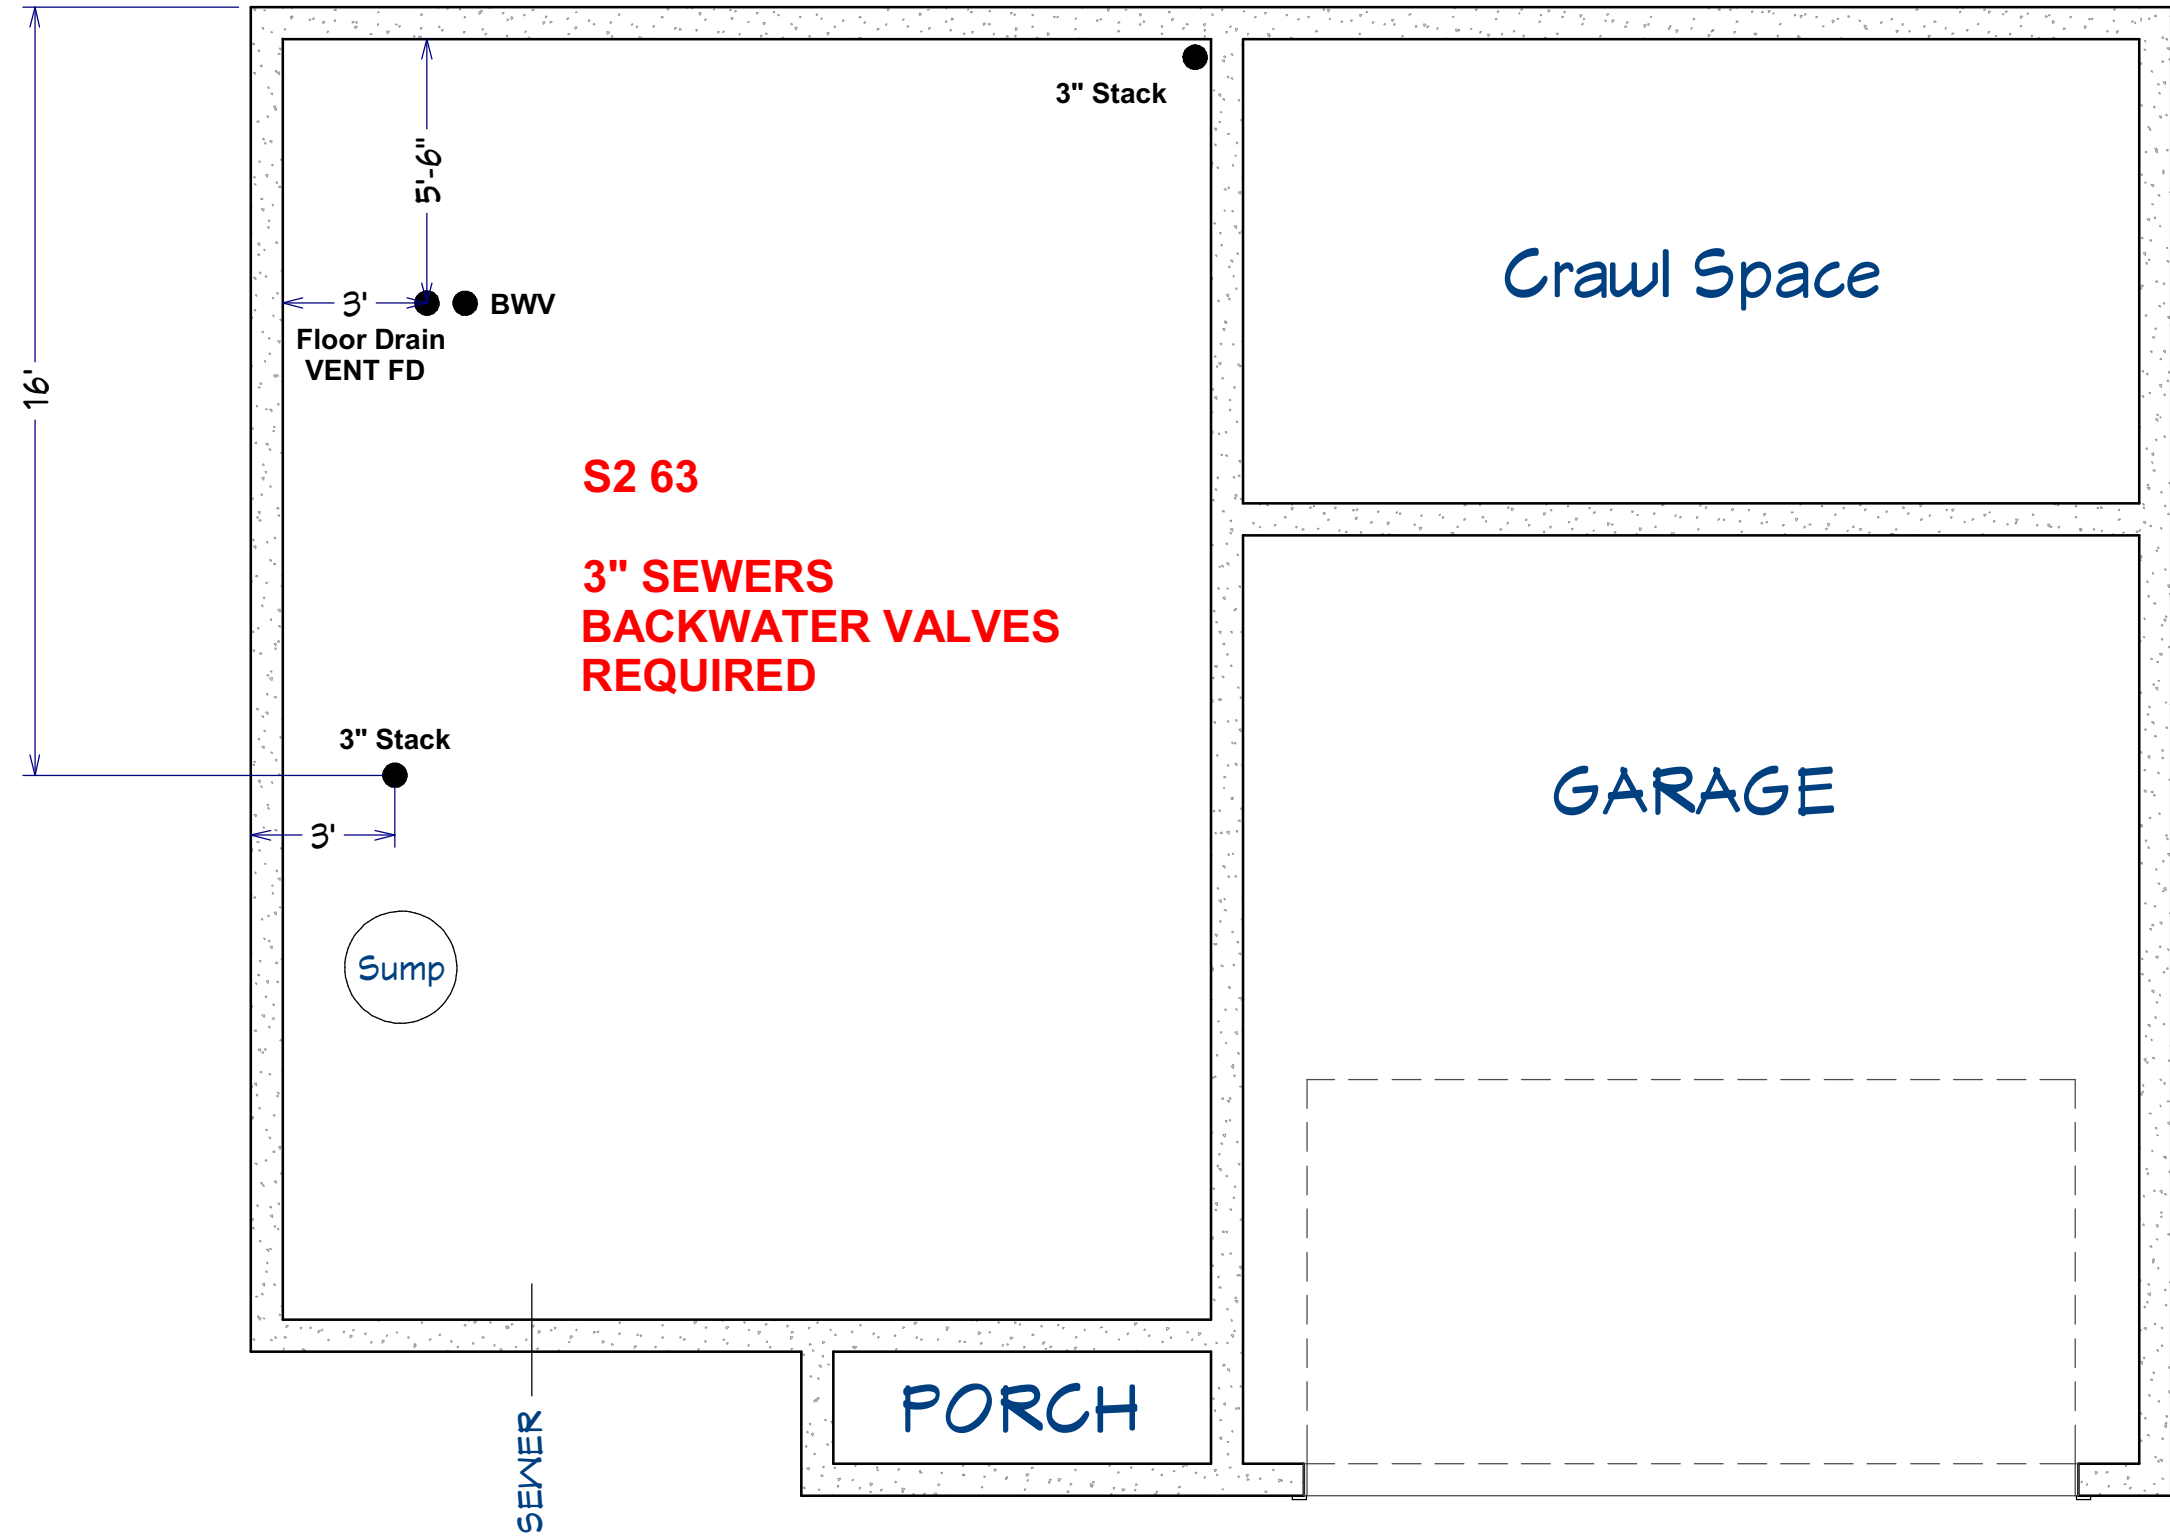 3" Stack
5'-6"
Crawl Space
3'
BWV
Floor Drain
VENT FD
16'
S2 63
3" SEWERS
BACKWATER VALVES
REQUIRED
3" Stack
GARAGE
3'
Sump
PORCH
SEWER